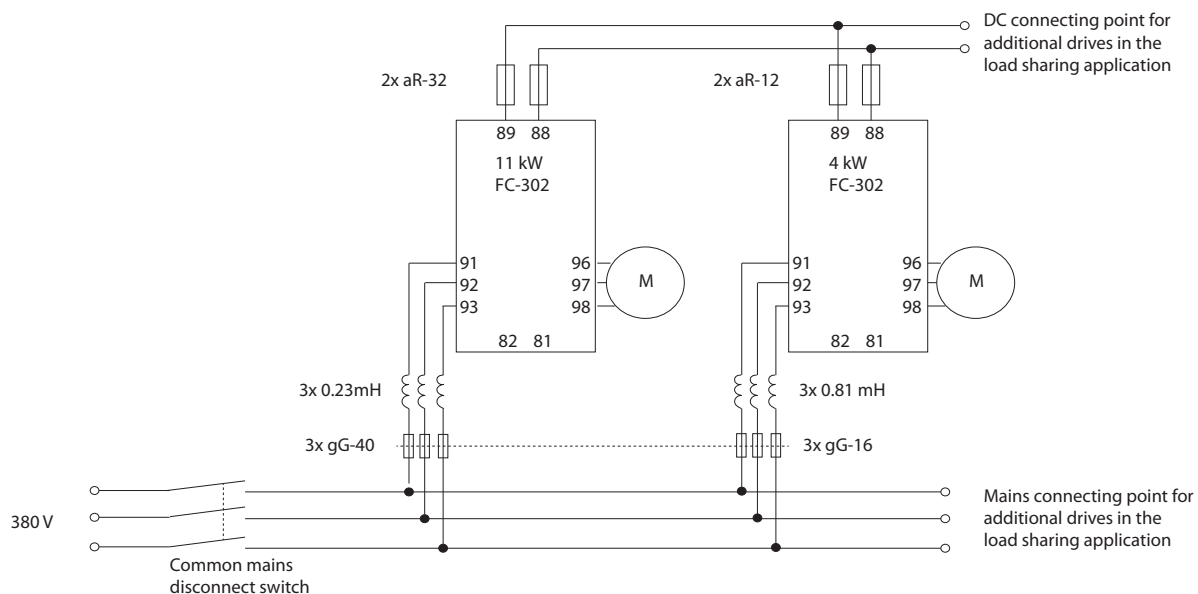 DC connecting point for
additional drives in the
load sharing application
2x aR-32
2x aR-12
89 88
89 88
11 kW
FC-302
4 kW
FC-302
91
92
93
96
97
98
M
91
92
93
96
97
98
M
82 81
82 81
3x 0.23mH
3x 0.81 mH
3x gG-40
3x gG-16
380 V
Mains connecting point for
additional drives in the
load sharing application
Common mains
disconnect switch